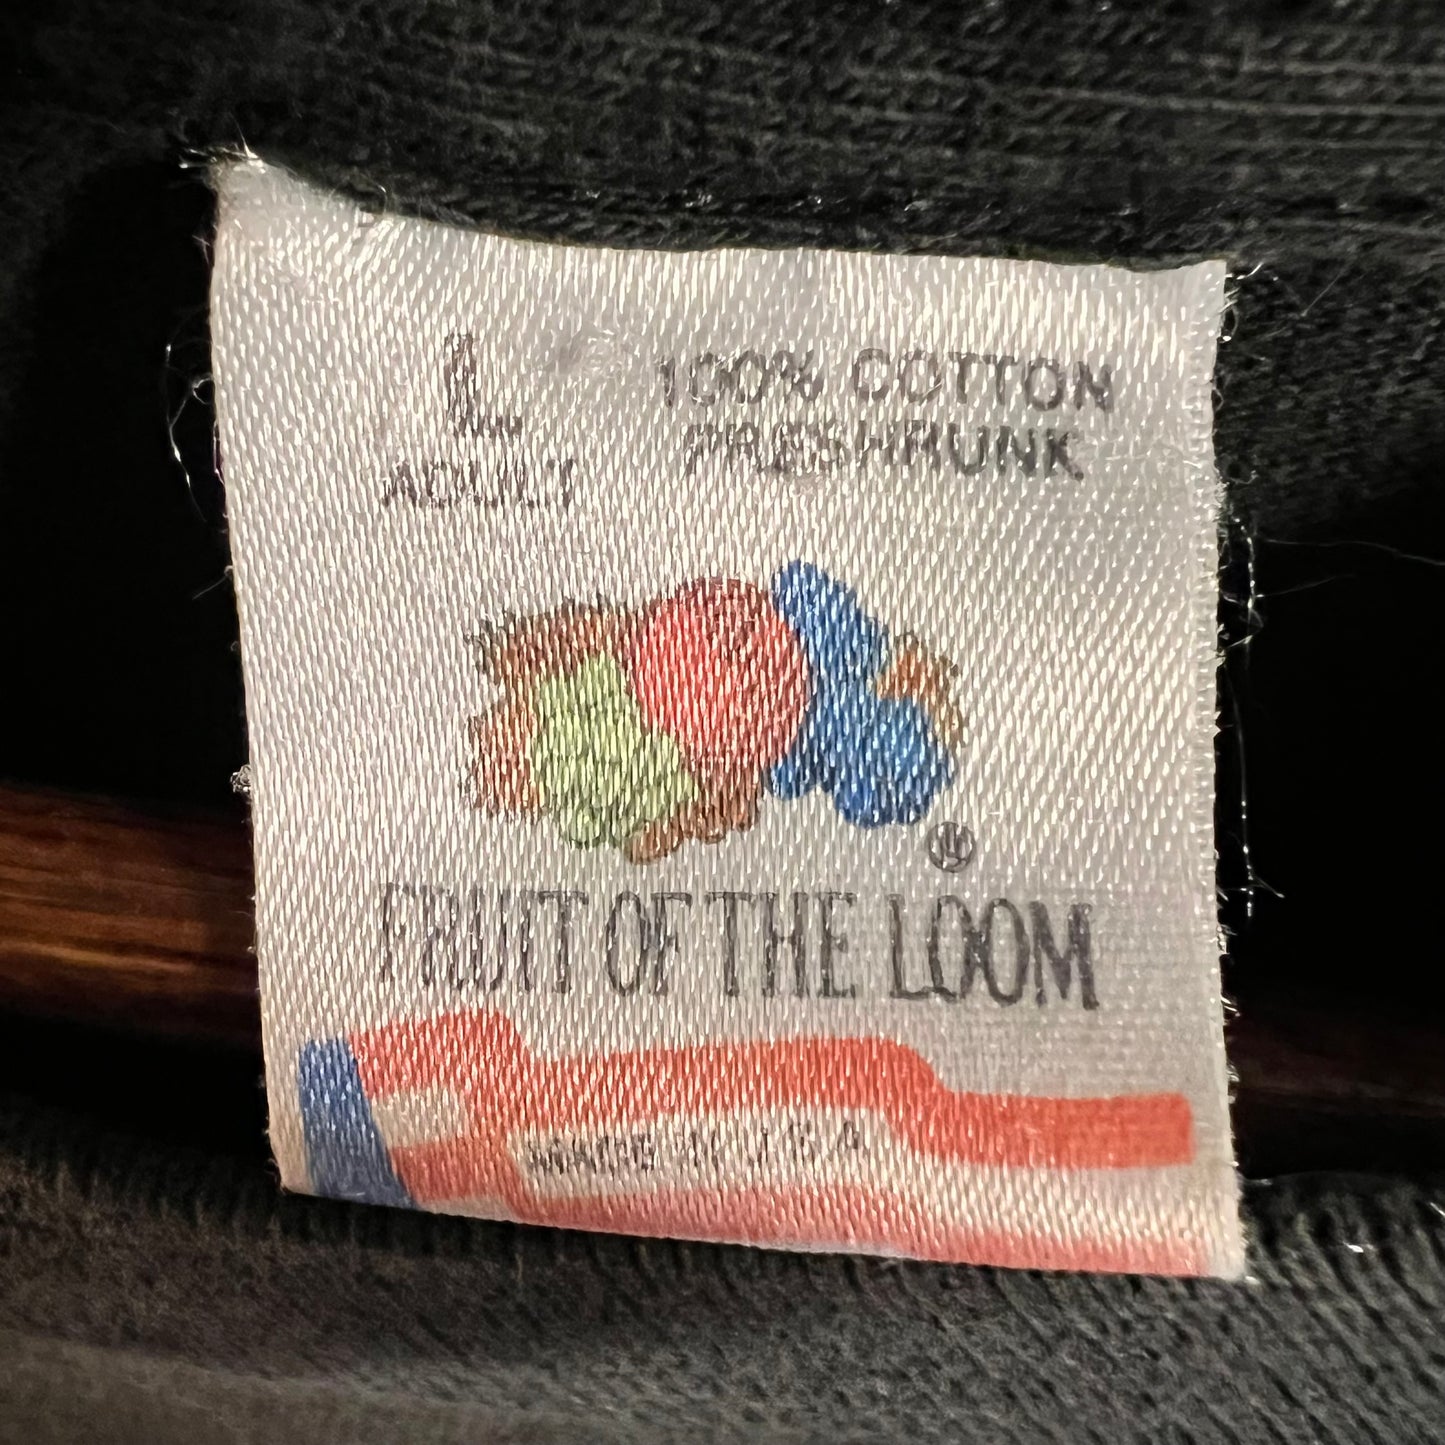 L
ADULT
100% COTTON
PRESHRUNK
®
FRUIT OF THE LOOM
MADE IN U.S.A.